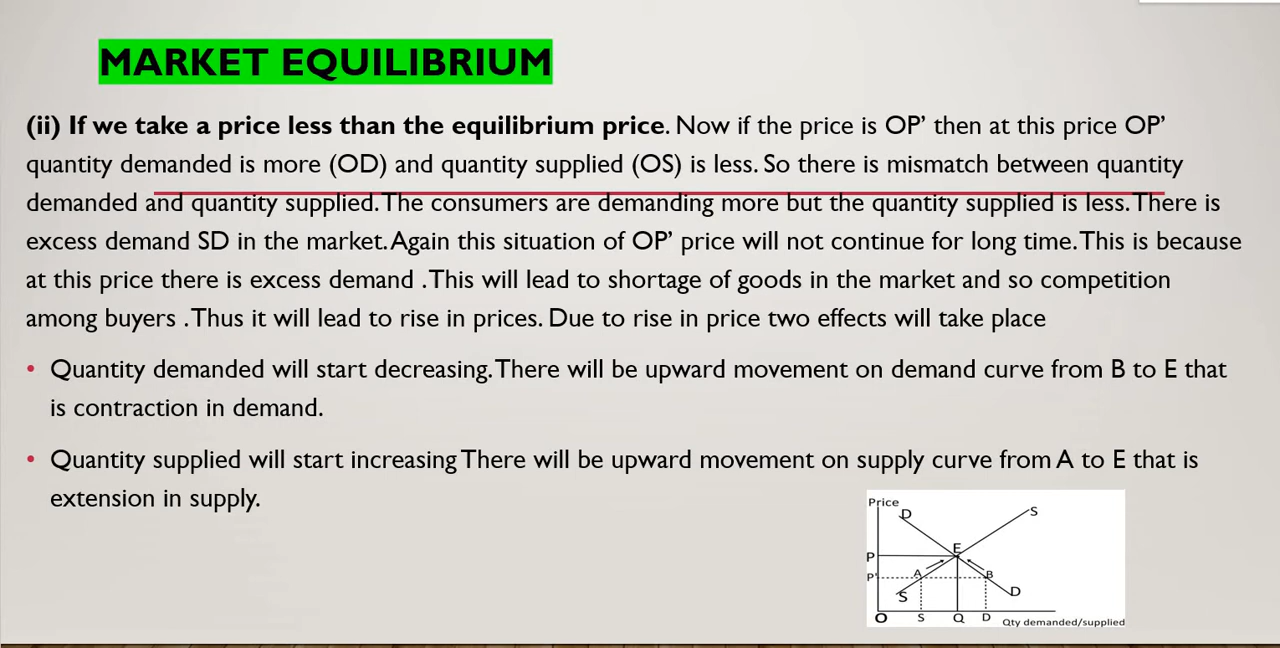 MARKET EQUILIBRIUM
(ii) If we take a price less than the equilibrium price. Now if the price is OP’ then at this price OP’
quantity demanded is more (OD) and quantity supplied (OS) is less. So there is mismatch between quantity
demanded and quantity supplied. The consumers are demanding more but the quantity supplied is less. There is
excess demand SD in the market. Again this situation of OP’ price will not continue for long time. This is because
at this price there is excess demand . This will lead to shortage of goods in the market and so competition
among buyers . Thus it will lead to rise in prices. Due to rise in price two effects will take place
• Quantity demanded will start decreasing. There will be upward movement on demand curve from B to E that
is contraction in demand.
• Quantity supplied will start increasing There will be upward movement on supply curve from A to E that is
extension in supply.
Price
D
S
E
P
P'
A
B
S
D
O
S
Q
D
Qty demanded/supplied